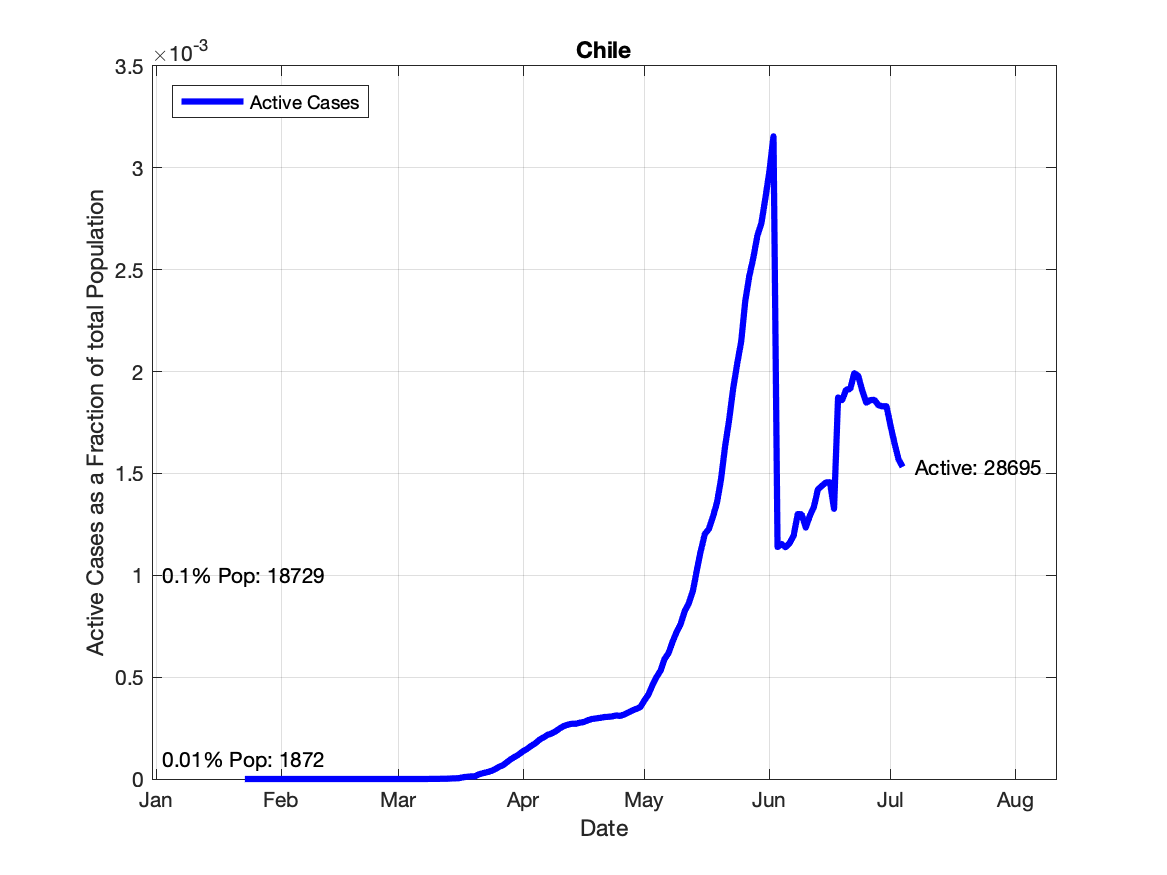 Chile
×10-3
3.5
3
2.5
2
1.5
1
0.5
0
Active Cases as a Fraction of total Population
Active Cases
Active: 28695
0.1% Pop: 18729
0.01% Pop: 1872
Jan Feb Mar Apr May Jun Jul Aug
Date